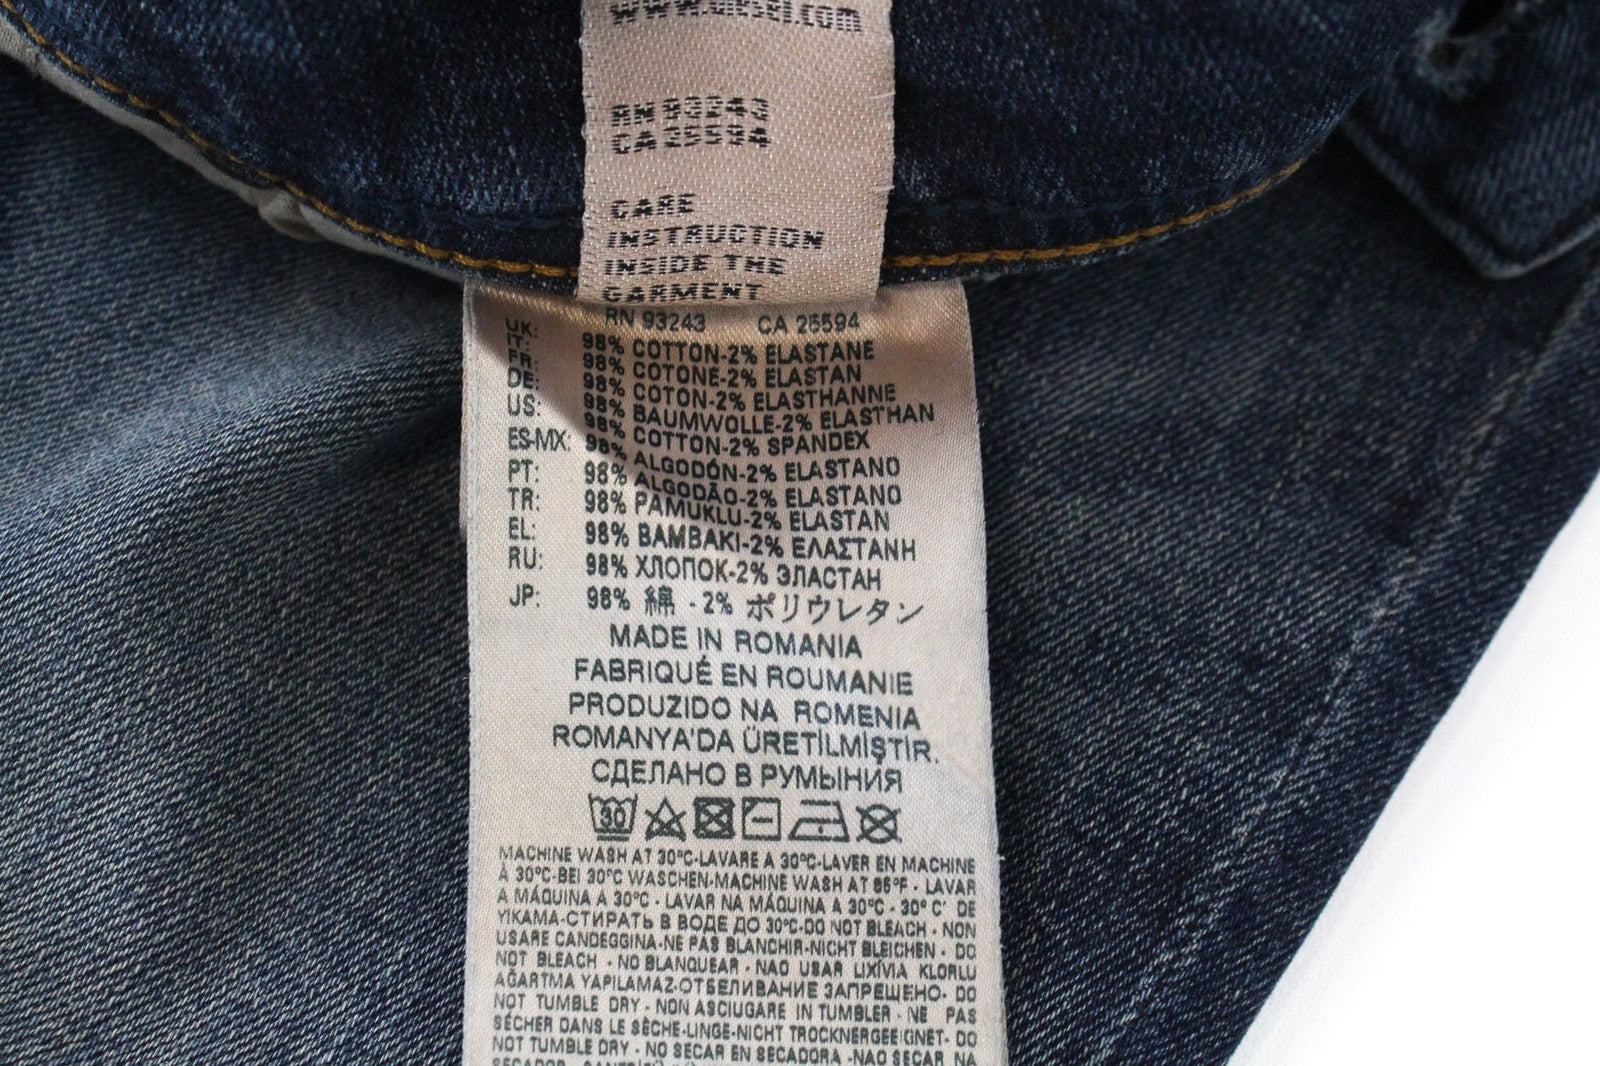 www.diesel.com
RN 93243
CA 25594
CARE
INSTRUCTION
INSIDE THE
GARMENT
RN 93243 CA 25594
UK: 98% COTTON-2% ELASTANE
IT: 98% COTONE-2% ELASTAN
FR: 98% COTON-2% ELASTHANNE
DE: 98% BAUMWOLLE-2% ELASTHAN
US: 98% COTTON-2% SPANDEX
ES-MX: 98% ALGODÓN-2% ELASTANO
PT: 98% ALGODÃO-2% ELASTANO
TR: 98% PAMUKLU-2% ELASTAN
EL: 98% BAMBAKI-2% ΕΛΑΣΤΑΝΗ
RU: 98% ХЛОПОК-2% ЭЛАСТАН
JP: 98% 綿 - 2% ポリウレタン
MADE IN ROMANIA
FABRIQUÉ EN ROUMANIE
PRODUZIDO NA ROMENIA
ROMANYA'DA ÜRETİLMİŞTİR.
СДЕЛАНО В РУМЫНИЯ
30
MACHINE WASH AT 30°C-LAVARE A 30°C-LAVER EN MACHINE
À 30°C-BEI 30°C WASCHEN-MACHINE WASH AT 86°F - LAVAR
A MÁQUINA A 30°C - LAVAR NA MÁQUINA A 30°C - 30° C' DE
YIKAMA-СТИРАТЬ В ВОДЕ ДО 30°C-DO NOT BLEACH - NON
USARE CANDEGGINA-NE PAS BLANCHIR-NICHT BLEICHEN - DO
NOT BLEACH - NO BLANQUEAR - NAO USAR LIXÍVIA KLORLU
AĞARTMA YAPILAMAZ-ОТБЕЛИВАНИЕ ЗАПРЕЩЕНО- DO
NOT TUMBLE DRY - NON ASCIUGARE IN TUMBLER - NE PAS
SÉCHER DANS LE SÈCHE-LINGE-NICHT TROCKNERGEEIGNET- DO
NOT TUMBLE DRY - NO SECAR EN SECADORA -NAO SECAR NA